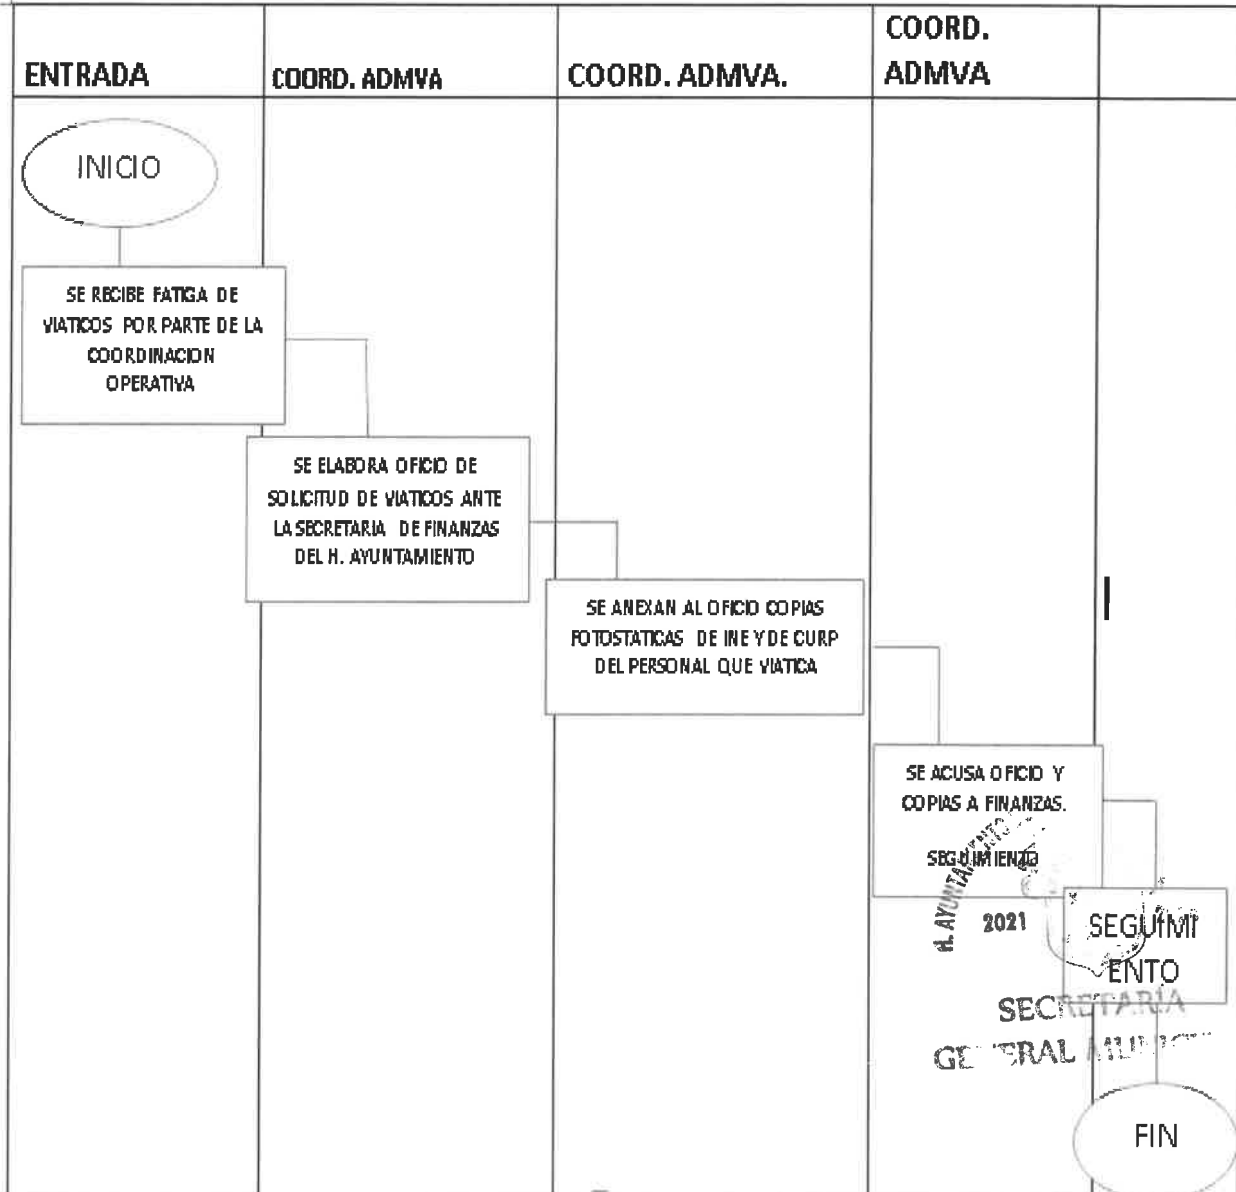 ENTRADA
COORD. ADMVA
COORD. ADMVA.
COORD.
ADMVA
INICIO
SE RECIBE FATIGA DE
VIATICOS POR PARTE DE LA
COORDINACION
OPERATIVA
SE ELABORA OFICIO DE
SOLICITUD DE VIATICOS ANTE
LA SECRETARIA DE FINANZAS
DEL H. AYUNTAMIENTO
SE ANEXAN AL OFICIO COPIAS
FOTOSTATICAS DE INE Y DE CURP
DEL PERSONAL QUE VIATICA
SE ACUSA OFICIO Y
COPIAS A FINANZAS.
SEGUIMIENTO
H. AYUNTAMIENTO
2021
SEGUIMI
ENTO
SECRETARÍA
GENERAL
FIN